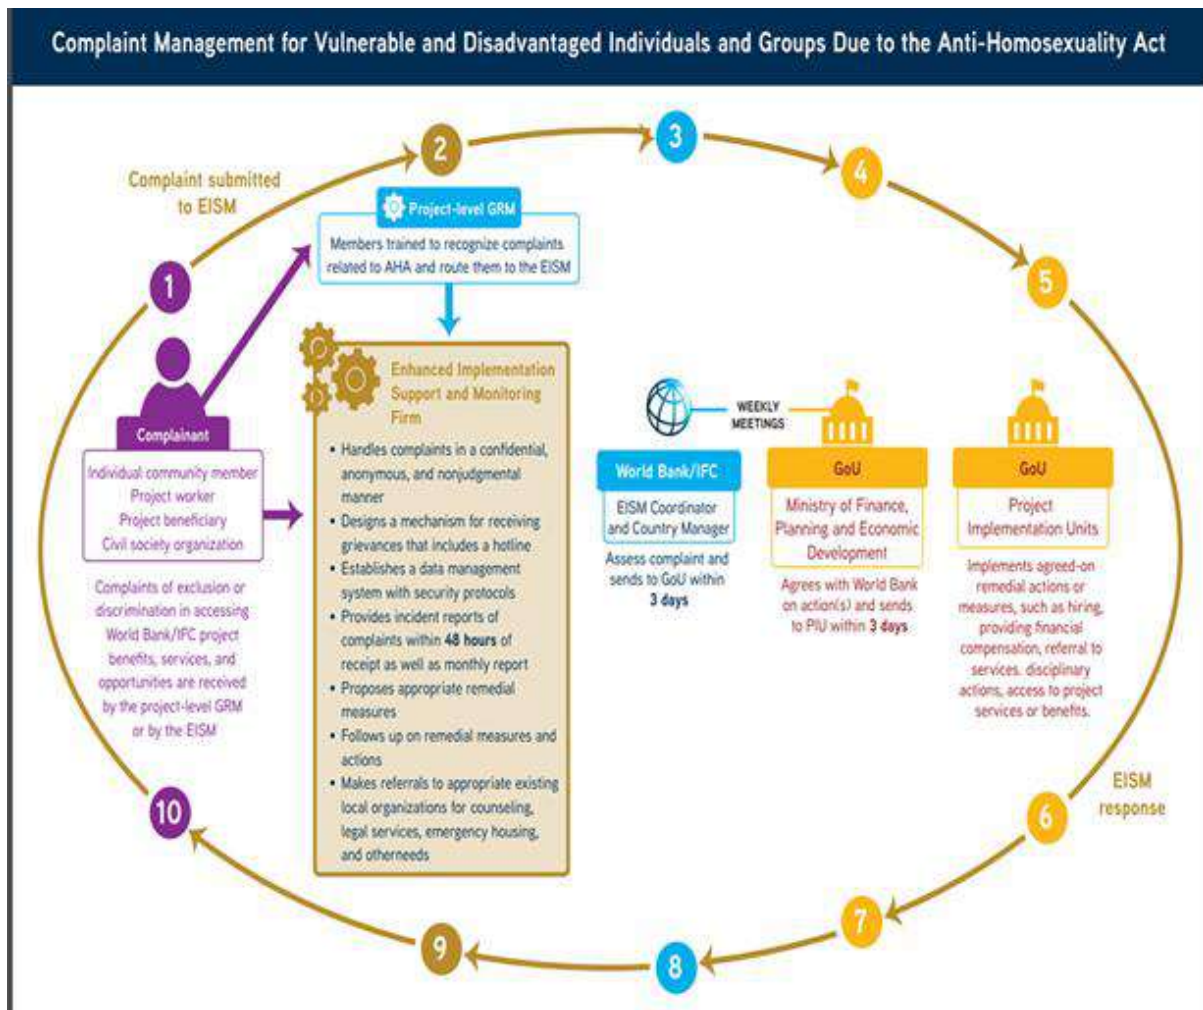 Complaint Management for Vulnerable and Disadvantaged Individuals and Groups Due to the Anti-Homosexuality Act
1
2
3
4
5
Complaint submitted
to EISM
Project-level GRM
Members trained to recognize complaints
related to AHA and route them to the EISM
Complainant
Individual community member
Project worker
Project beneficiary
Civil society organization
Complaints of exclusion or
discrimination in accessing
World Bank/IFC project
benefits, services, and
opportunities are received
by the project-level GRM
or by the EISM
Enhanced Implementation
Support and Monitoring
Firm
• Handles complaints in a confidential,
anonymous, and nonjudgmental
manner
• Designs a mechanism for receiving
grievances that includes a hotline
• Establishes a data management
system with security protocols
• Provides incident reports of
complaints within 48 hours of
receipt as well as monthly report
• Proposes appropriate remedial
measures
• Follows up on remedial measures and
actions
• Makes referrals to appropriate existing
local organizations for counseling,
legal services, emergency housing,
and otherneeds
WEEKLY
MEETINGS
World Bank/IFC
EISM Coordinator
and Country Manager
Assess complaint and
sends to GoU within
3 days
GoU
Ministry of Finance,
Planning and Economic
Development
Agrees with World Bank
on action(s) and sends
to PIU within 3 days
GoU
Project
Implementation Units
Implements agreed-on
remedial actions or
measures, such as hiring,
providing financial
compensation, referral to
services. disciplinary
actions, access to project
services or benefits.
EISM
response
6
7
8
9
10